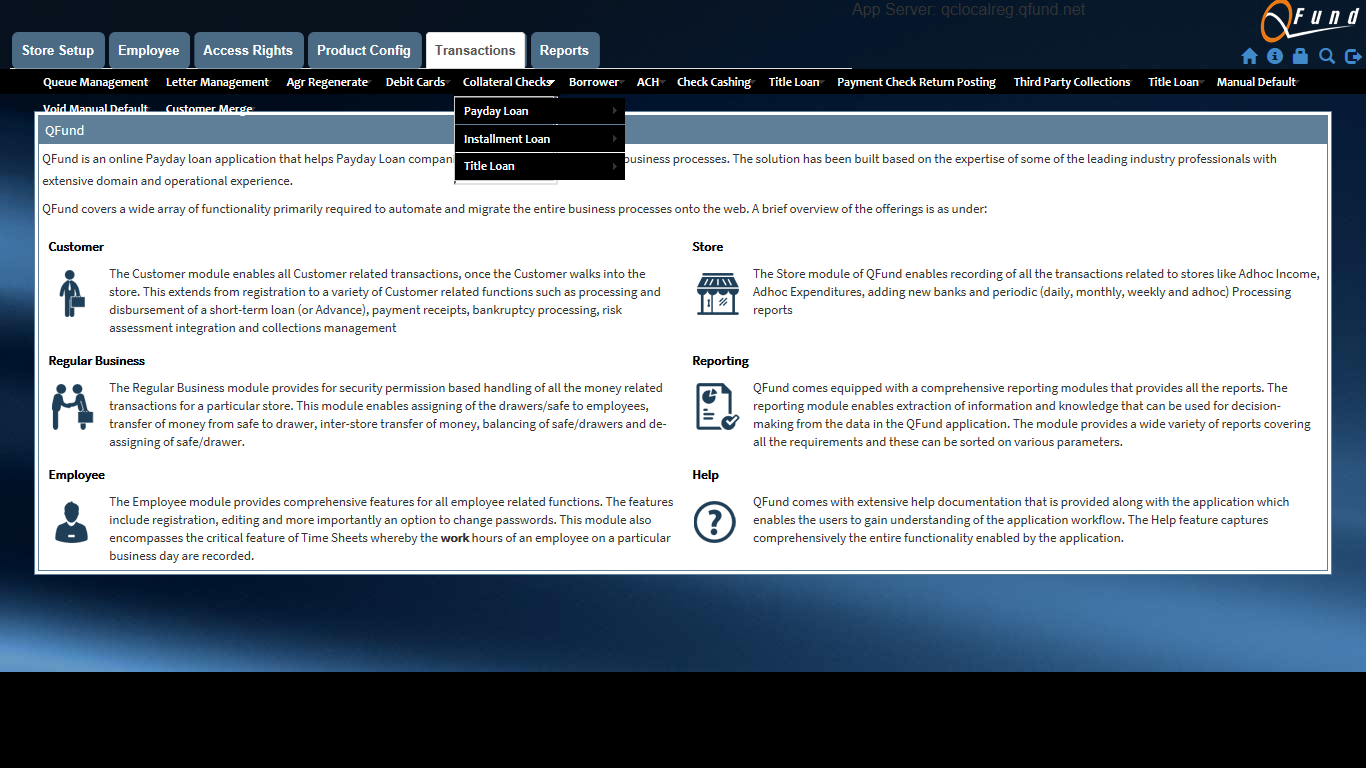 App Server: qclocalreg.qfund.net
QFund
Store Setup Employee Access Rights Product Config Transactions Reports
Queue Management Letter Management Agr Regenerate Debit Cards Collateral Checks Borrower ACH Check Cashing Title Loan Payment Check Return Posting Third Party Collections Title Loan Manual Default
Void Manual Default Customer Merge
Payday Loan
Installment Loan
Title Loan
QFund
QFund is an online Payday loan application that helps Payday Loan compani business processes. The solution has been built based on the expertise of some of the leading industry professionals with
extensive domain and operational experience.
QFund covers a wide array of functionality primarily required to automate and migrate the entire business processes onto the web. A brief overview of the offerings is as under:
Customer
The Customer module enables all Customer related transactions, once the Customer walks into the
store. This extends from registration to a variety of Customer related functions such as processing and
disbursement of a short-term loan (or Advance), payment receipts, bankruptcy processing, risk
assessment integration and collections management
Store
The Store module of QFund enables recording of all the transactions related to stores like Adhoc Income,
Adhoc Expenditures, adding new banks and periodic (daily, monthly, weekly and adhoc) Processing
reports
Regular Business
The Regular Business module provides for security permission based handling of all the money related
transactions for a particular store. This module enables assigning of the drawers/safe to employees,
transfer of money from safe to drawer, inter-store transfer of money, balancing of safe/drawers and de-
assigning of safe/drawer.
Reporting
QFund comes equipped with a comprehensive reporting modules that provides all the reports. The
reporting module enables extraction of information and knowledge that can be used for decision-
making from the data in the QFund application. The module provides a wide variety of reports covering
all the requirements and these can be sorted on various parameters.
Employee
The Employee module provides comprehensive features for all employee related functions. The features
include registration, editing and more importantly an option to change passwords. This module also
encompasses the critical feature of Time Sheets whereby the work hours of an employee on a particular
business day are recorded.
Help
QFund comes with extensive help documentation that is provided along with the application which
enables the users to gain understanding of the application workflow. The Help feature captures
comprehensively the entire functionality enabled by the application.